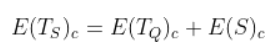 E(T_S)_c = E(T_Q)_c + E(S)_c